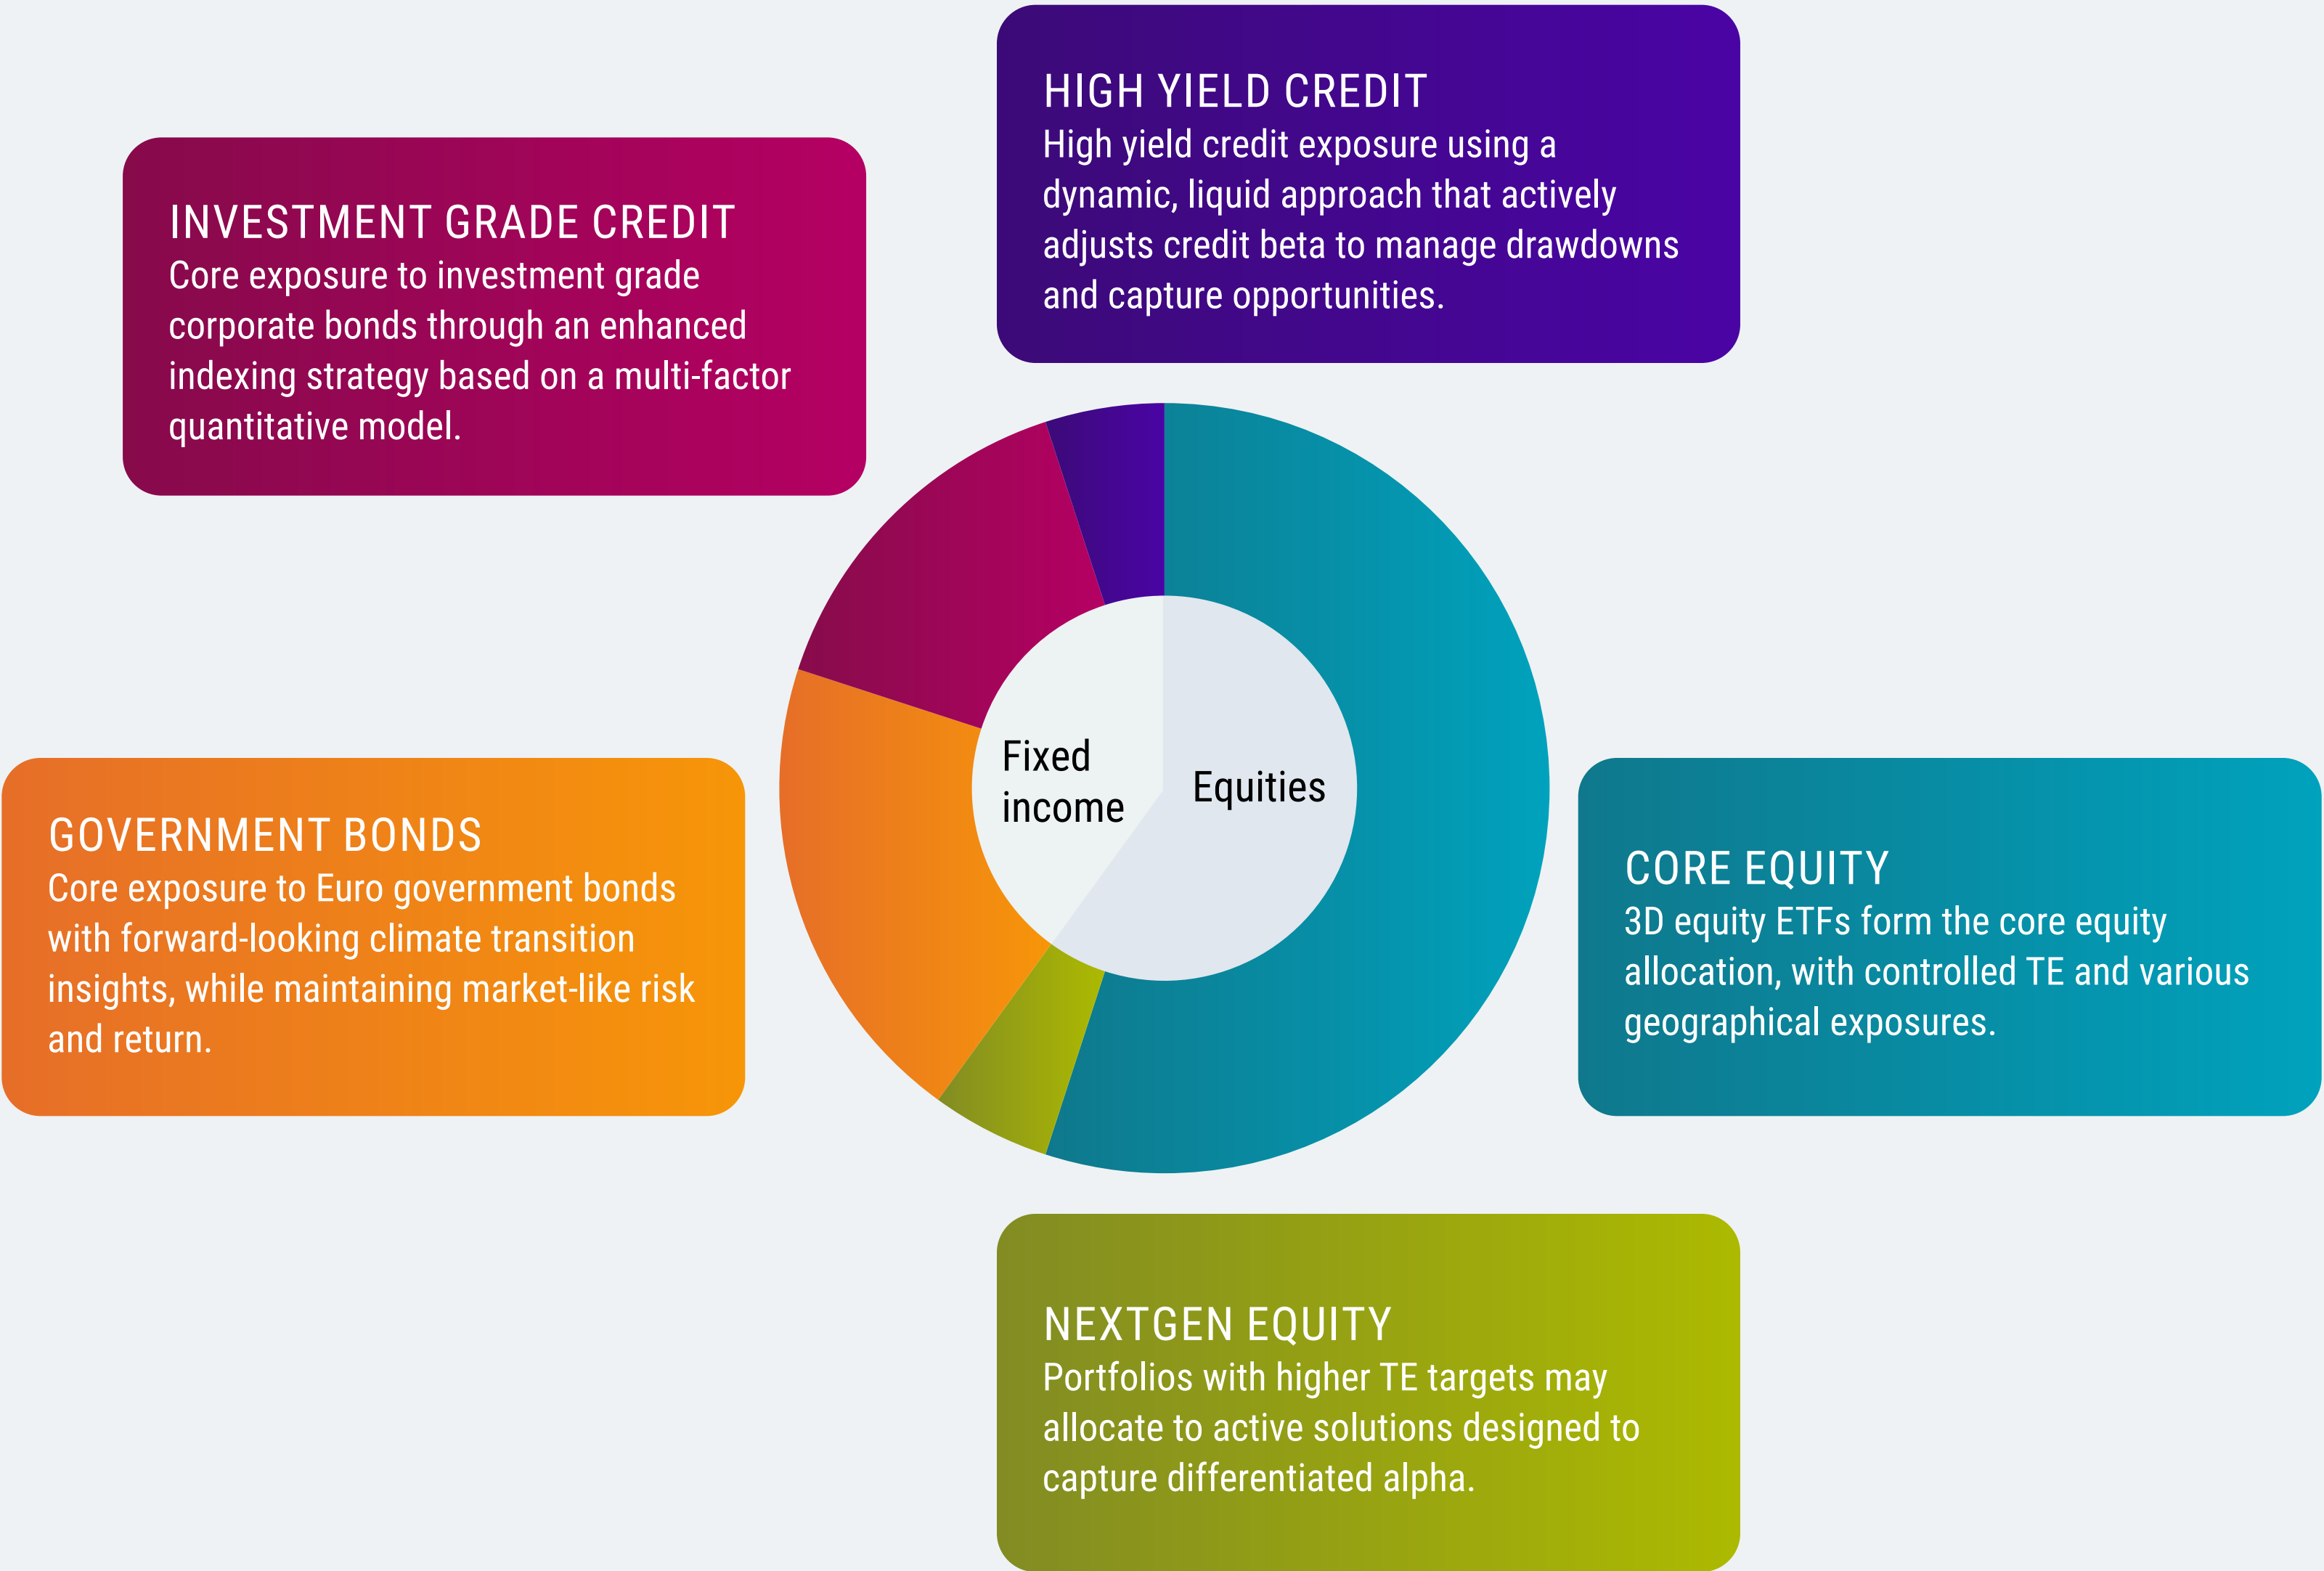 HIGH YIELD CREDIT
High yield credit exposure using a
dynamic, liquid approach that actively
adjusts credit beta to manage drawdowns
and capture opportunities.
INVESTMENT GRADE CREDIT
Core exposure to investment grade
corporate bonds through an enhanced
indexing strategy based on a multi-factor
quantitative model.
Fixed
income
Equities
GOVERNMENT BONDS
Core exposure to Euro government bonds
with forward-looking climate transition
insights, while maintaining market-like risk
and return.
CORE EQUITY
3D equity ETFs form the core equity
allocation, with controlled TE and various
geographical exposures.
NEXTGEN EQUITY
Portfolios with higher TE targets may
allocate to active solutions designed to
capture differentiated alpha.